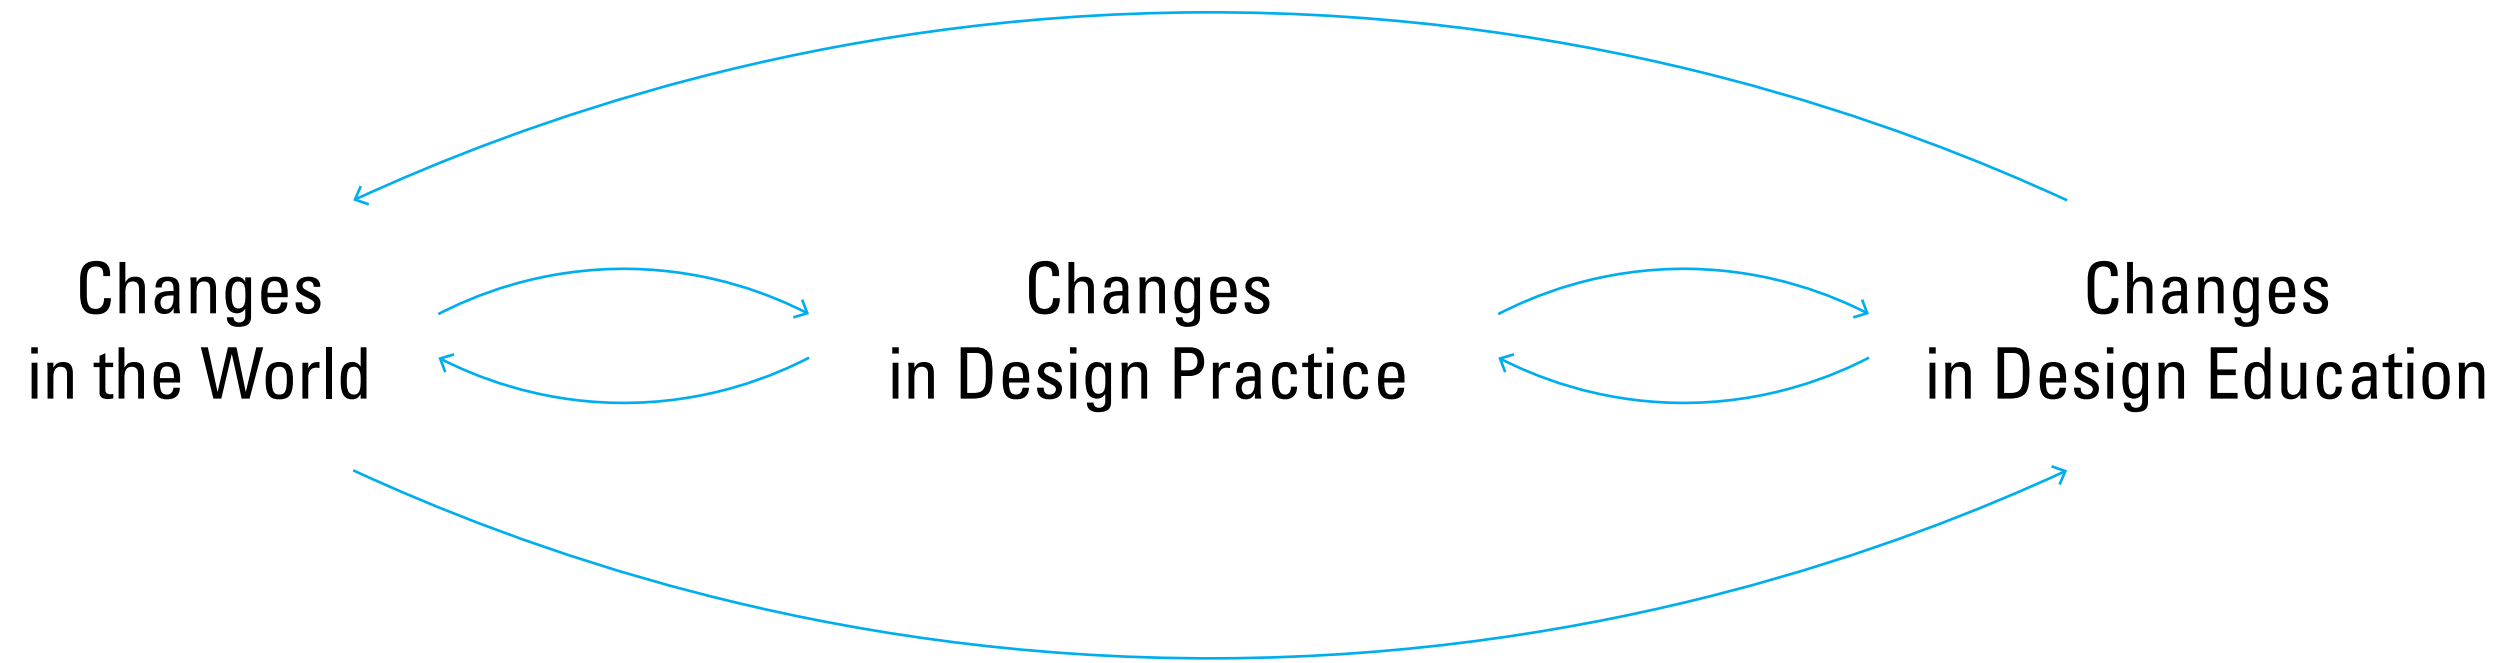 Changes
in the World
Changes
in Design Practice
Changes
in Design Education